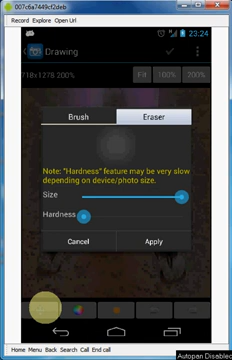 007c6a7449cf2deb
Record Explore Open Url
23:24
Drawing
718x1278 200%
Fit 100% 200%
Brush Eraser
Note: "Hardness" feature may be very slow
depending on device/photo size.
Size
Hardness
Cancel Apply
Home Menu Back Search Call End call
Autopan Disabled